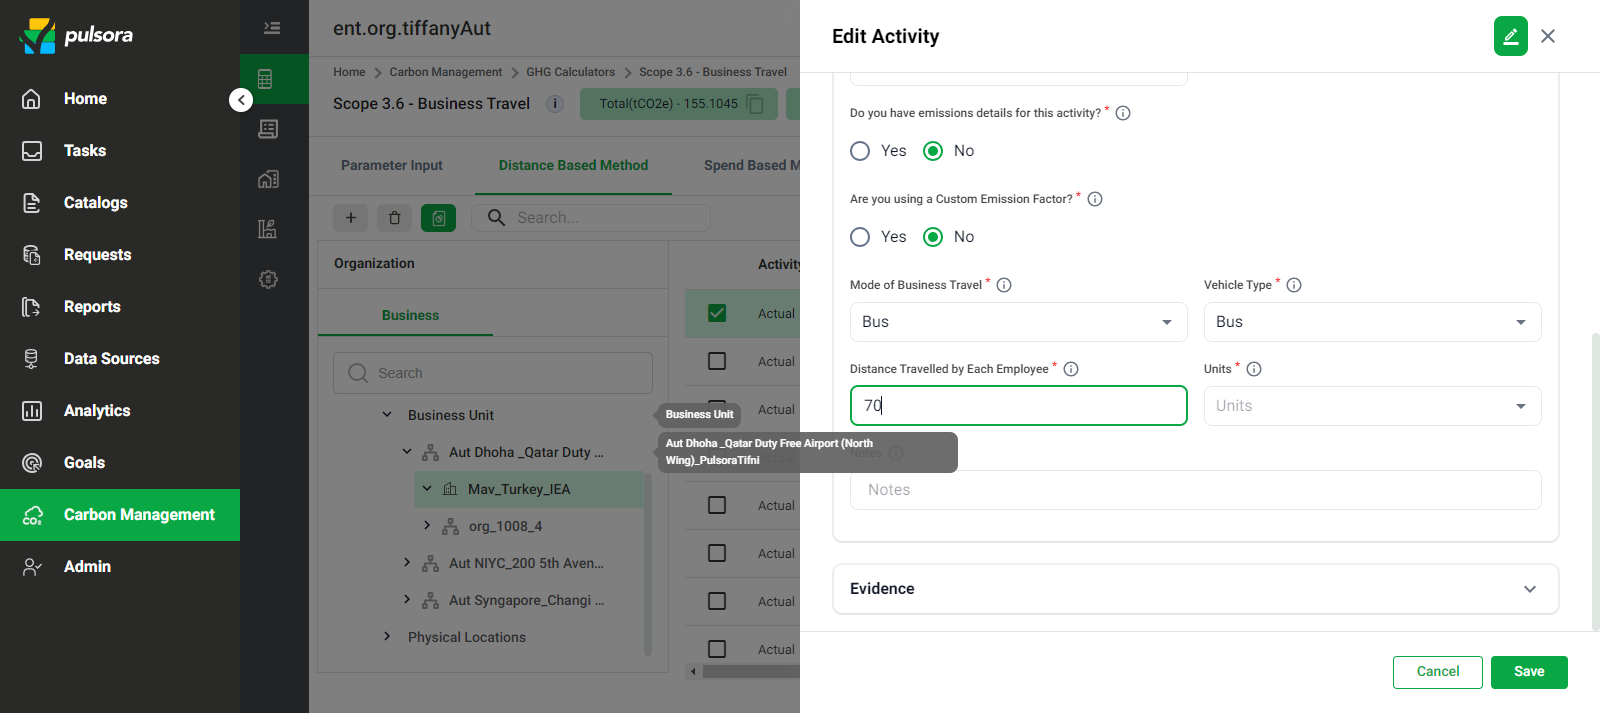 pulsora
Home
Tasks
Catalogs
Requests
Reports
Data Sources
Analytics
Goals
Carbon Management
Admin
ent.org.tiffanyAut
Home > Carbon Management > GHG Calculators > Scope 3.6 - Business Travel
Scope 3.6 - Business Travel
Total(tCO2e) - 155.1045
Parameter Input
Distance Based Method
Spend Based M
Search...
Organization
Business
Search
Business Unit
Aut Dhoha _Qatar Duty ...
Mav_Turkey_IEA
org_1008_4
Aut NIYC_200 5th Aven...
Aut Syngapore_Changi ...
Physical Locations
Business Unit
Aut Dhoha _Qatar Duty Free Airport (North
Wing)_PulsoraTifni
Activity
Actual
Actual
Actual
Actual
Actual
Actual
Actual
Edit Activity
Do you have emissions details for this activity? *
Yes
No
Are you using a Custom Emission Factor? *
Yes
No
Mode of Business Travel *
Bus
Vehicle Type *
Bus
Distance Travelled by Each Employee *
70
Units *
Units
Notes
Notes
Evidence
Cancel
Save